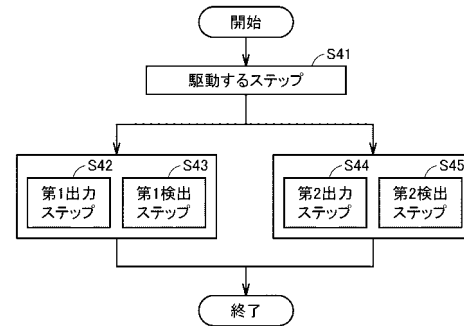 開始
S41
駆動するステップ
S42
S43
S44
S45
第1出力
ステップ
第1検出
ステップ
第2出力
ステップ
第2検出
ステップ
終了